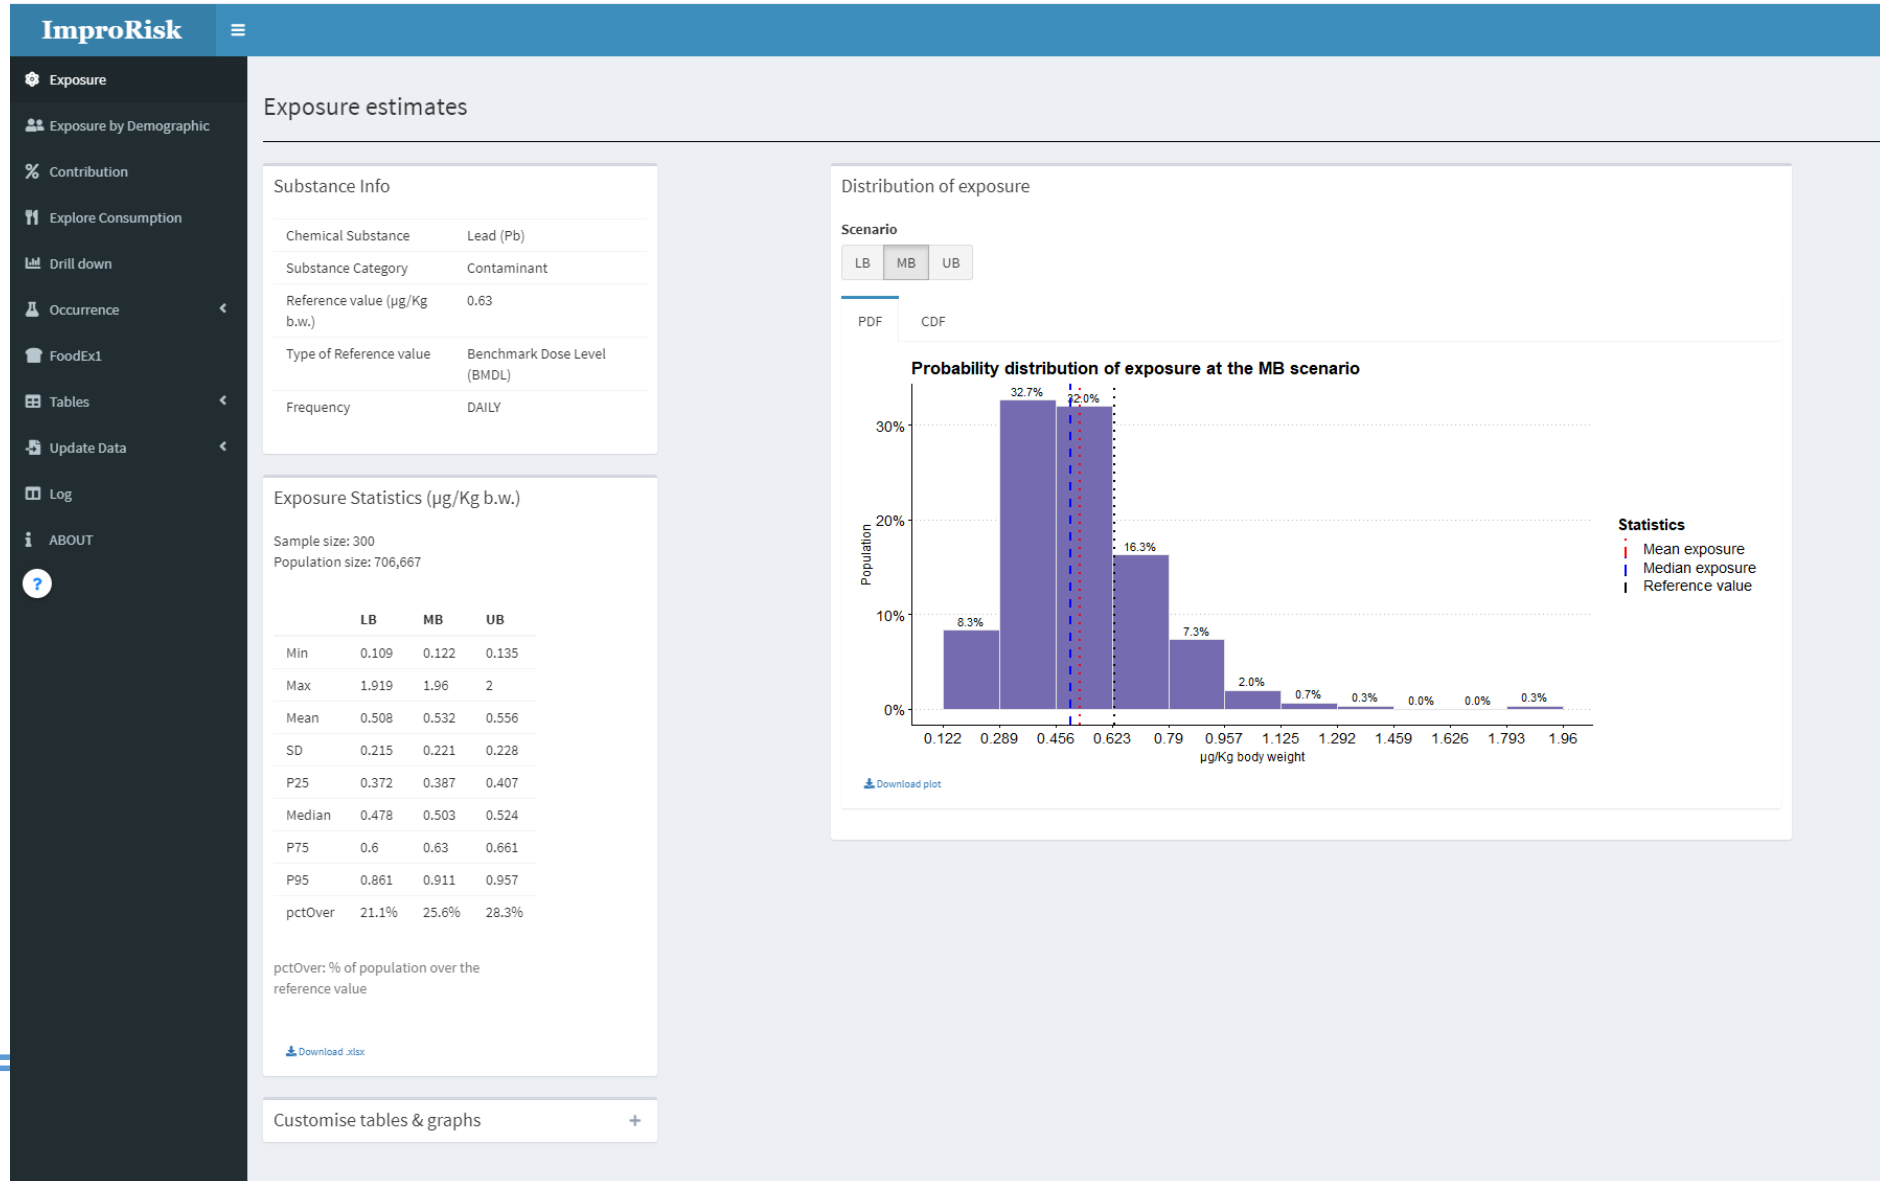 ImproRisk
Exposure
Exposure by Demographic
Contribution
Explore Consumption
Drill down
Occurrence
FoodEx1
Tables
Update Data
Log
ABOUT
?
Exposure estimates
Substance Info
Chemical Substance Lead (Pb)
Substance Category Contaminant
Reference value (µg/Kg 0.63
b.w.)
Type of Reference value Benchmark Dose Level
(BMDL)
Frequency DAILY
Exposure Statistics (µg/Kg b.w.)
Sample size: 300
Population size: 706,667
LB MB UB
Min 0.109 0.122 0.135
Max 1.919 1.96 2
Mean 0.508 0.532 0.556
SD 0.215 0.221 0.228
P25 0.372 0.387 0.407
Median 0.478 0.503 0.524
P75 0.6 0.63 0.661
P95 0.861 0.911 0.957
pctOver 21.1% 25.6% 28.3%
pctOver: % of population over the
reference value
Download .xlsx
Customise tables & graphs +
Distribution of exposure
Scenario
LB MB UB
PDF CDF
Probability distribution of exposure at the MB scenario
32.7% 32.0%
30%
20%
16.3%
10%
8.3% 7.3%
2.0% 0.7% 0.3% 0.0% 0.0% 0.3%
0%
Population
0.122 0.289 0.456 0.623 0.79 0.957 1.125 1.292 1.459 1.626 1.793 1.96
µg/Kg body weight
Statistics
Mean exposure
Median exposure
Reference value
Download plot